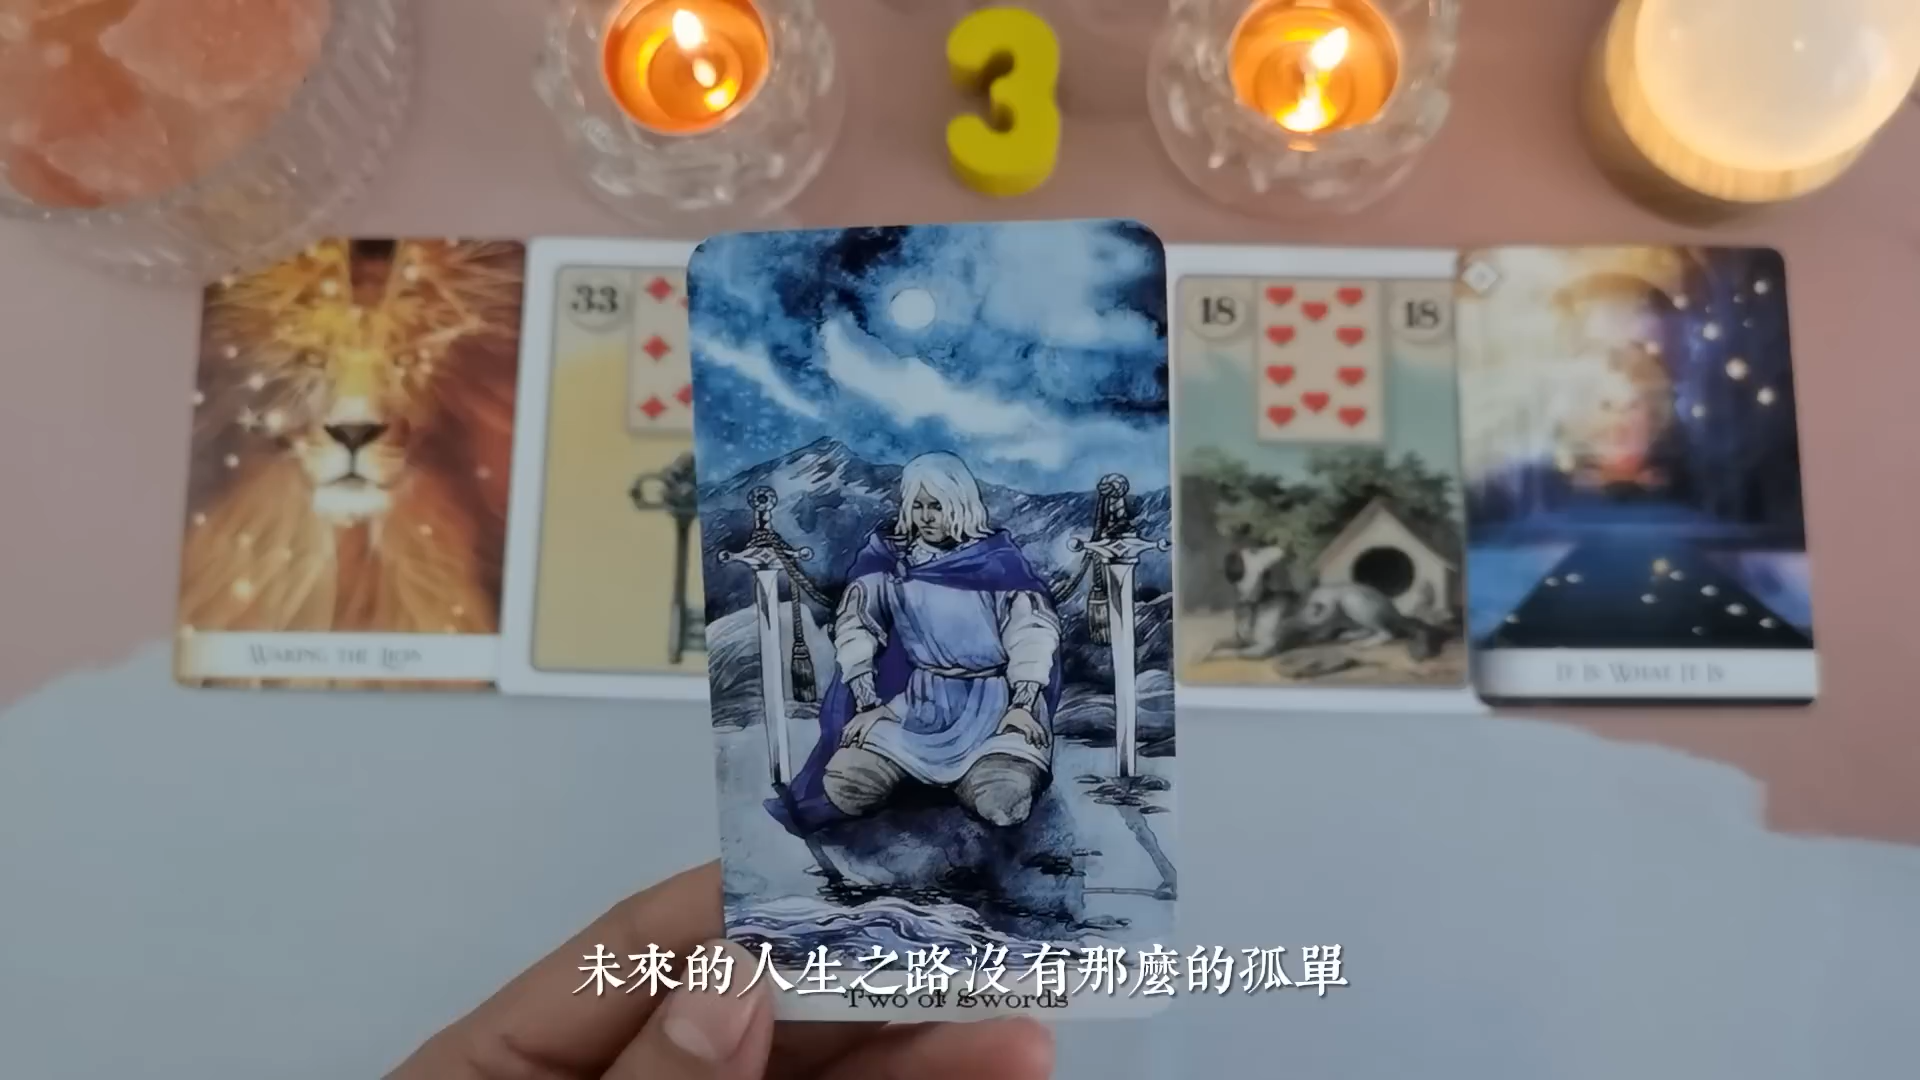 3
33
18 18
WAKING THE LION
IT IS WHAT IT IS
未來的人生之路沒有那麼的孤單
Two of Swords